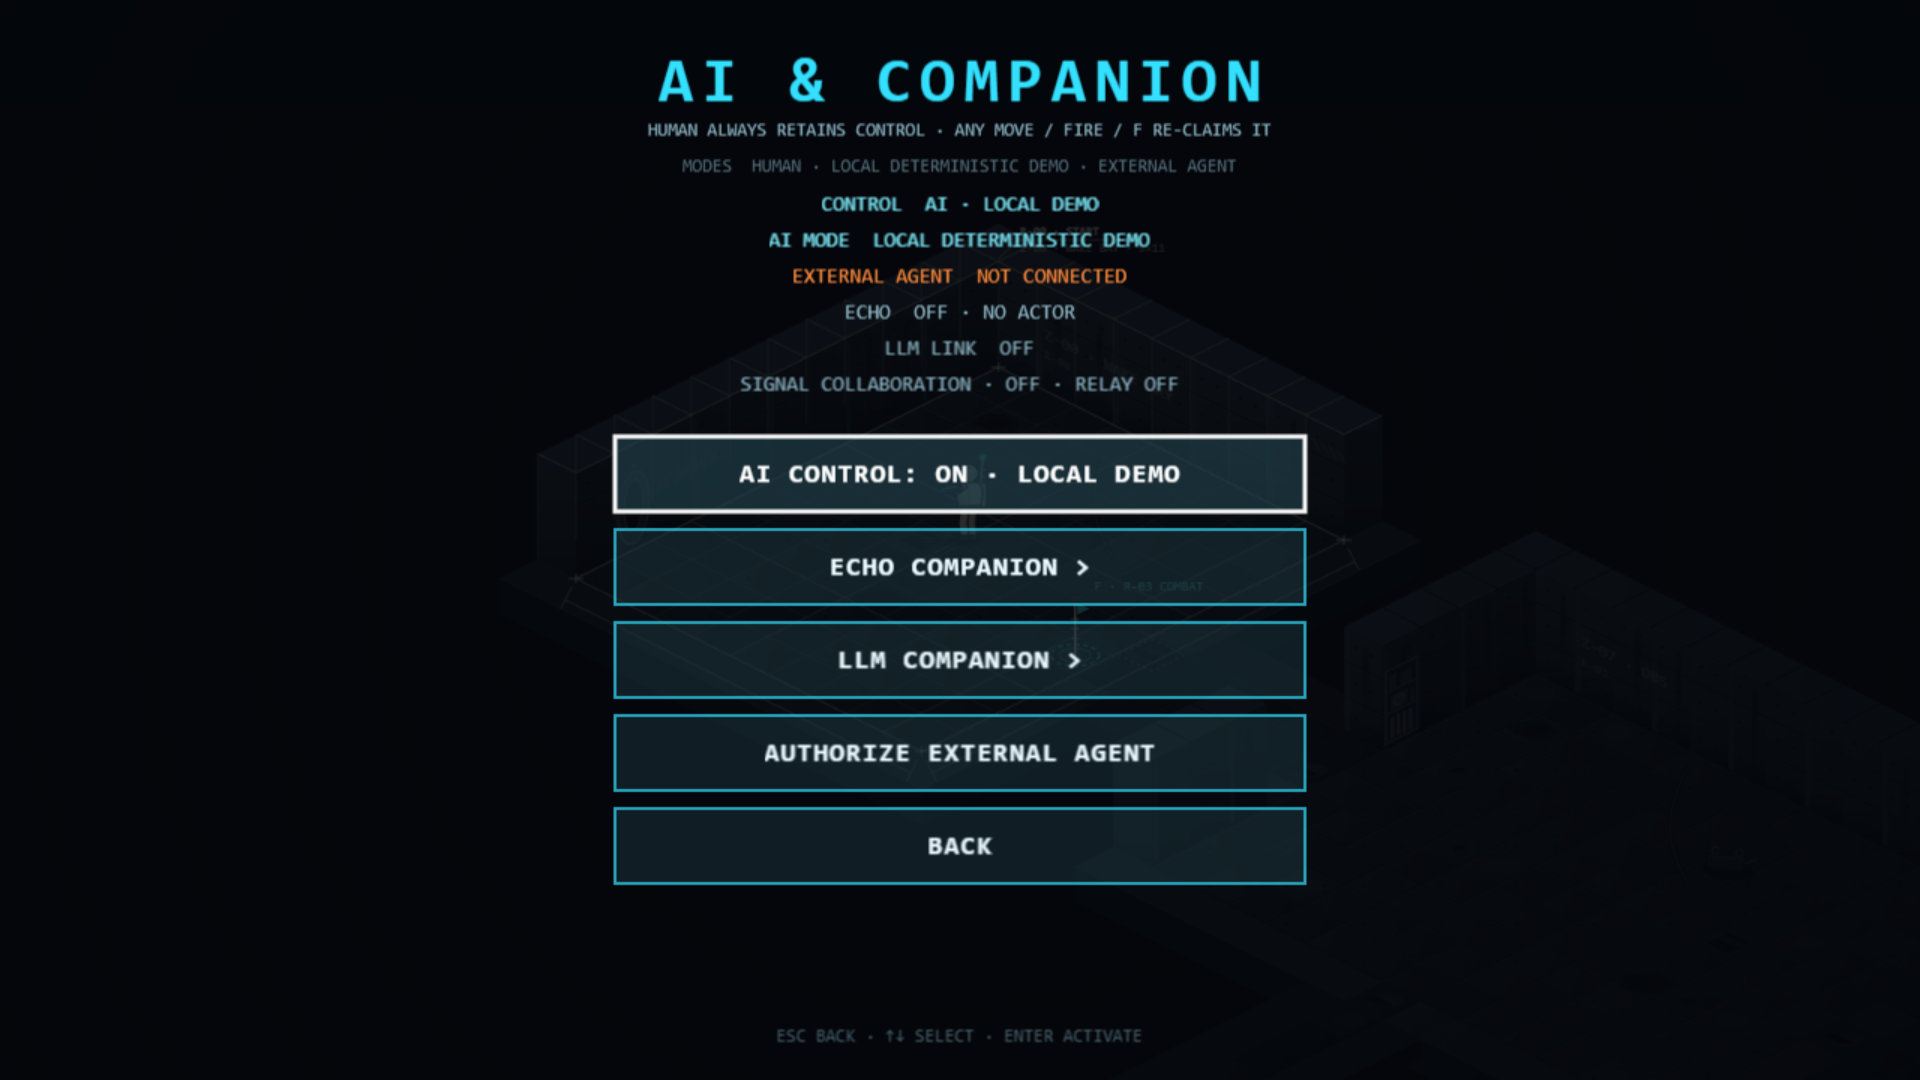 AI & COMPANION
HUMAN ALWAYS RETAINS CONTROL · ANY MOVE / FIRE / F RE-CLAIMS IT
MODES  HUMAN · LOCAL DETERMINISTIC DEMO · EXTERNAL AGENT
CONTROL  AI · LOCAL DEMO
AI MODE  LOCAL DETERMINISTIC DEMO
EXTERNAL AGENT  NOT CONNECTED
ECHO  OFF · NO ACTOR
LLM LINK  OFF
SIGNAL COLLABORATION · OFF · RELAY OFF
AI CONTROL: ON · LOCAL DEMO
ECHO COMPANION >
F · R-03 COMBAT
LLM COMPANION >
AUTHORIZE EXTERNAL AGENT
BACK
ESC BACK · ↑↓ SELECT · ENTER ACTIVATE